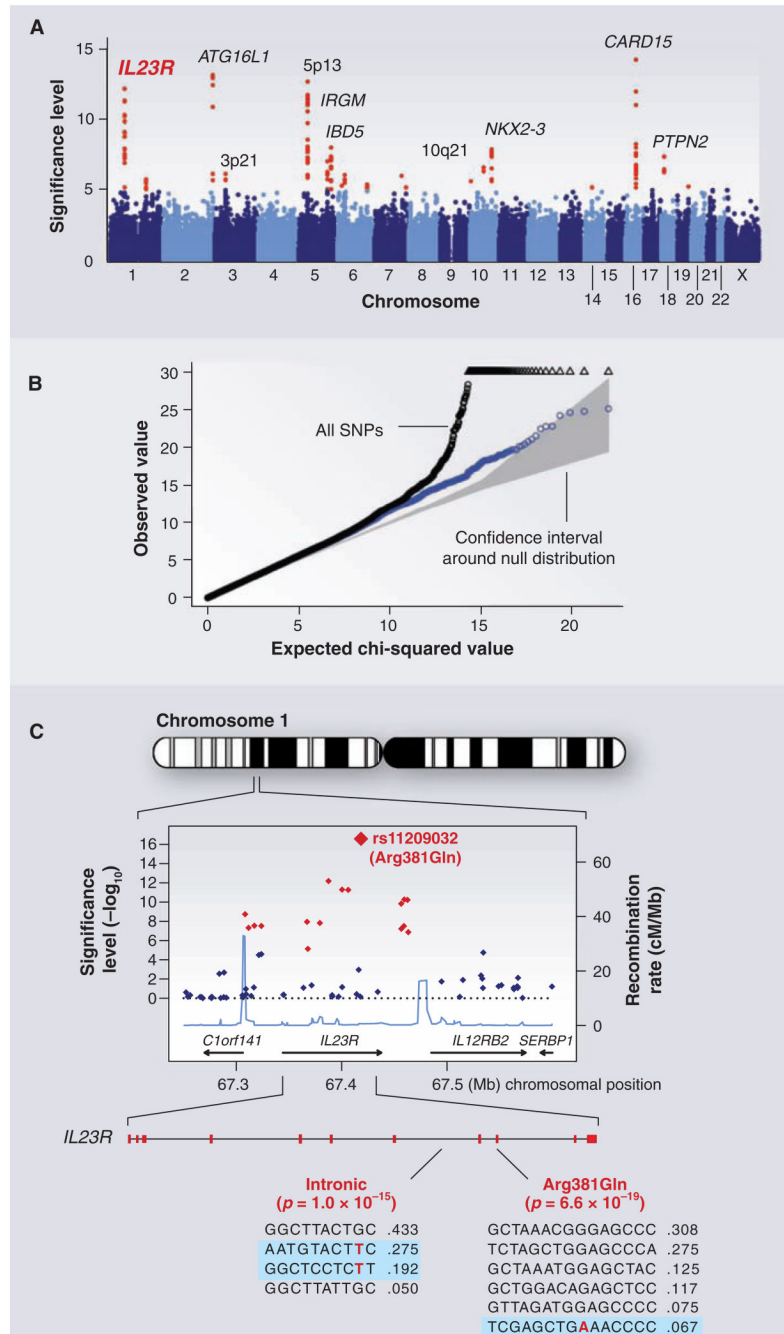 A
15
10
5
0
Significance level
IL23R
ATG16L1
3p21
5p13
IRGM
IBD5
10q21
NKX2-3
CARD15
PTPN2
1 2 3 4 5 6 7 8 9 10 11 12 13 15 17 19 21 X
14 16 18 20 22
Chromosome
B
30
25
20
15
10
5
0
Observed value
All SNPs
Confidence interval
around null distribution
0 5 10 15 20
Expected chi-squared value
C
Chromosome 1
16
14
12
10
8
6
4
2
0
Significance
level (–log10)
rs11209032
(Arg381Gln)
60
40
20
0
Recombination
rate (cM/Mb)
C1orf141 IL23R IL12RB2 SERBP1
67.3 67.4 67.5 (Mb) chromosomal position
IL23R
Intronic
(p = 1.0 × 10–15)
GGCTTACTGC .433
AATGTACTTC .275
GGCTCCTCTT .192
GGCTTATTGC .050
Arg381Gln
(p = 6.6 × 10–19)
GCTAAACGGGAGCCC .308
TCTAGCTGGAGCCCA .275
GCTAAATGGAGCTAC .125
GCTGGACAGAGCTCC .117
GTTAGATGGAGCCCC .075
TCGAGCTGAAACCCC .067